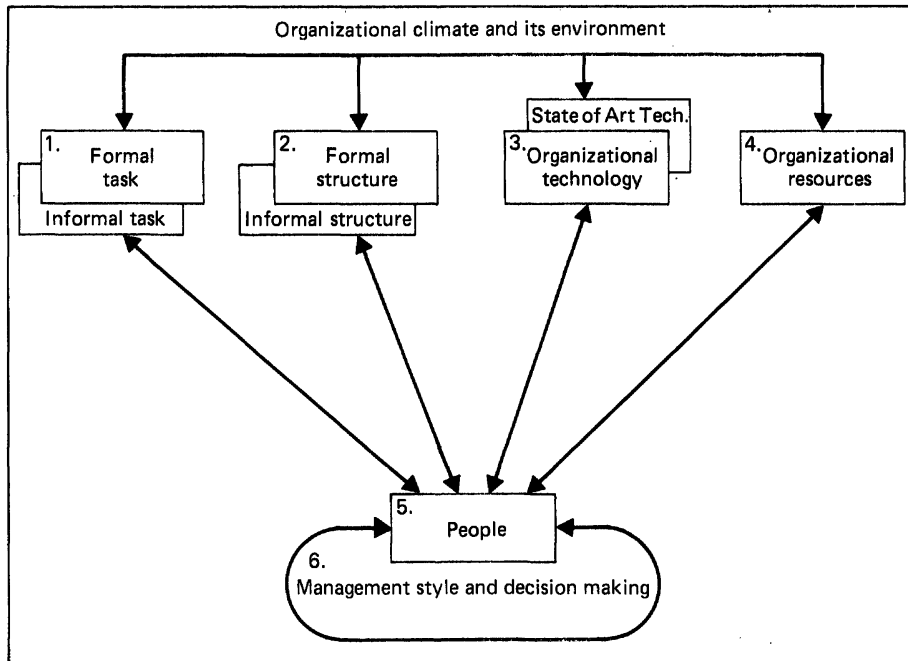 Organizational climate and its environment
1.
Formal
task
Informal task
2.
Formal
structure
Informal structure
State of Art Tech.
3.
Organizational
technology
4.
Organizational
resources
5.
People
6.
Management style and decision making